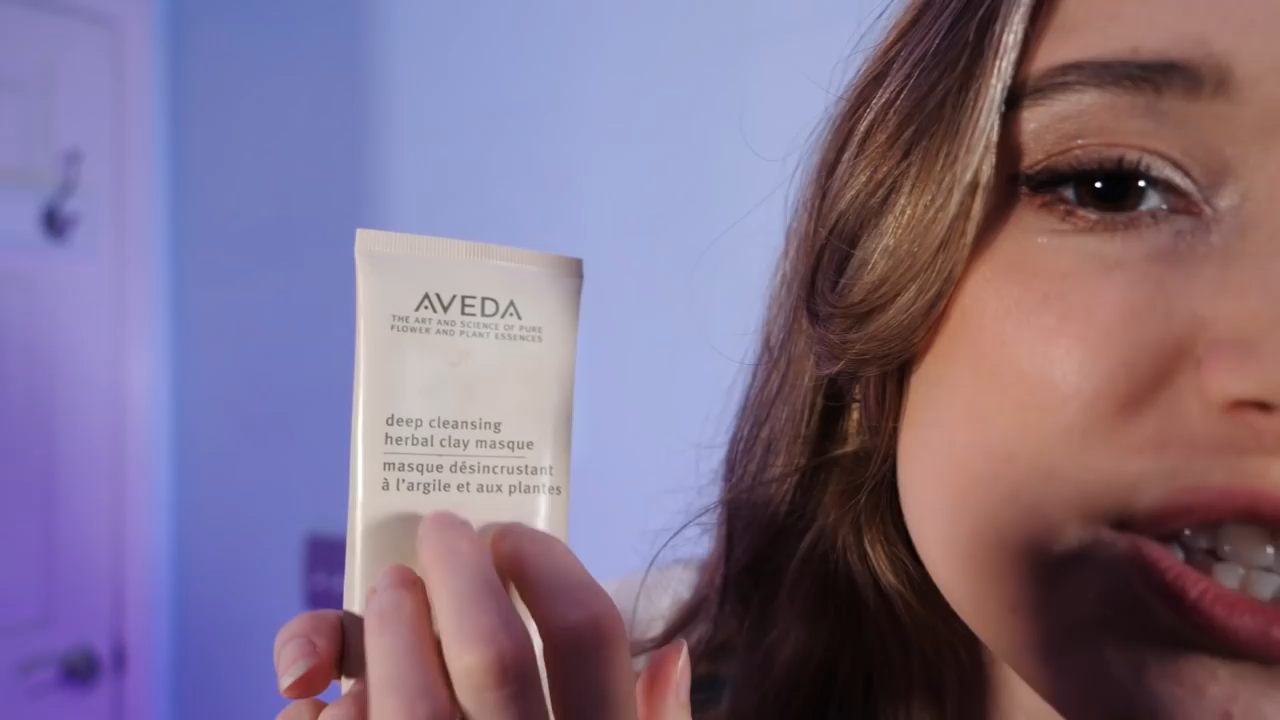 AVEDA
THE ART AND SCIENCE OF PURE
FLOWER AND PLANT ESSENCES
deep cleansing
herbal clay masque
masque désincrustant
à l'argile et aux plantes